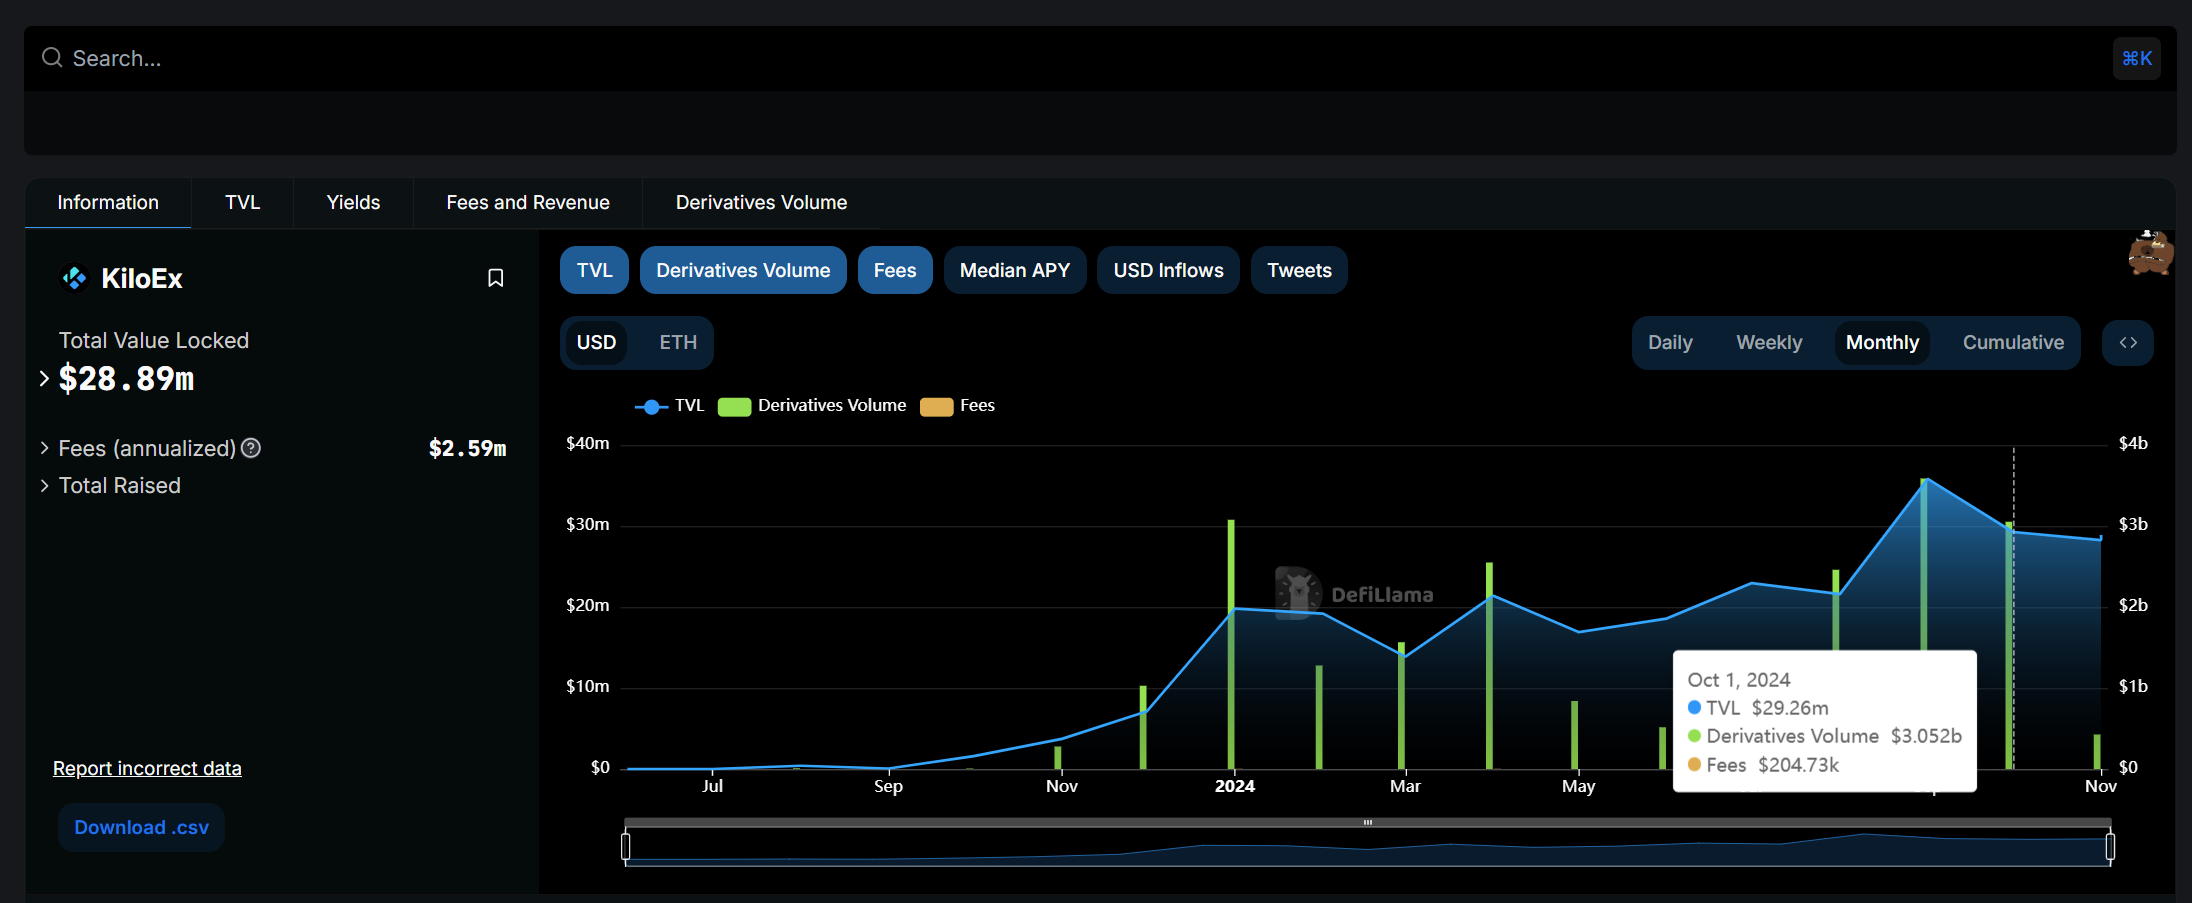 Search...
⌘K
Information TVL Yields Fees and Revenue Derivatives Volume
KiloEx
Total Value Locked
$28.89m
Fees (annualized) ? $2.59m
Total Raised
Report incorrect data
Download .csv
TVL Derivatives Volume Fees Median APY USD Inflows Tweets
USD ETH
Daily Weekly Monthly Cumulative <>
TVL Derivatives Volume Fees
$40m $4b
$30m $3b
$20m $2b
$10m $1b
$0 $0
DefiLlama
Oct 1, 2024
TVL $29.26m
Derivatives Volume $3.052b
Fees $204.73k
Jul Sep Nov 2024 Mar May Nov